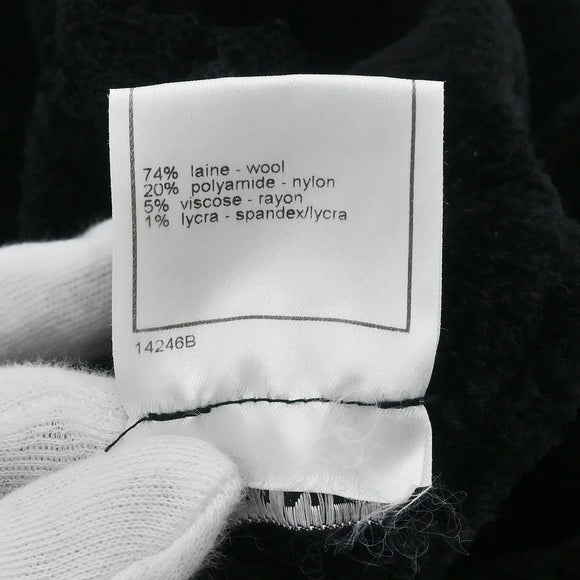 74% laine - wool
20% polyamide - nylon
5% viscose - rayon
1% lycra - spandex/lycra
14246B